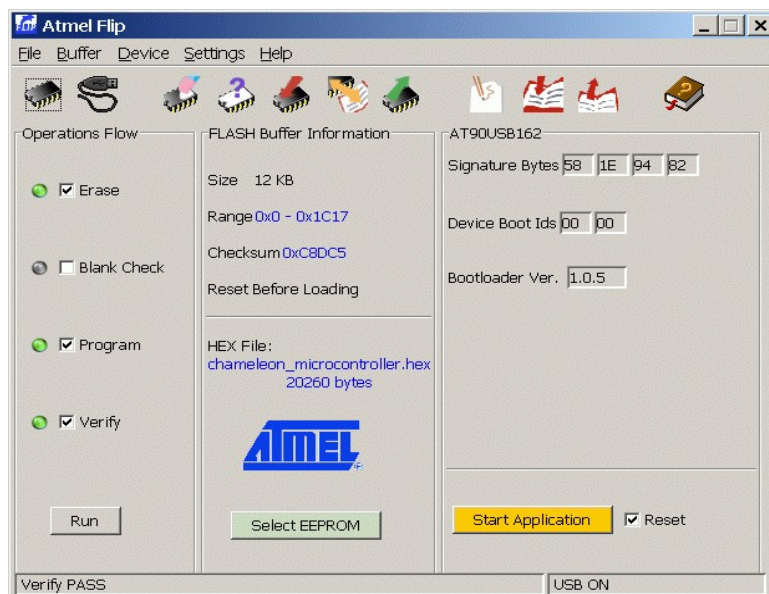 Atmel Flip
File Buffer Device Settings Help
Operations Flow
Erase
Blank Check
Program
Verify
Run
FLASH Buffer Information
Size 12 KB
Range 0x0 - 0x1C17
Checksum 0xC8DC5
Reset Before Loading
HEX File:
chameleon_microcontroller.hex
20260 bytes
ATMEL
Select EEPROM
AT90USB162
Signature Bytes 58 1E 94 82
Device Boot Ids 00 00
Bootloader Ver. 1.0.5
Start Application Reset
Verify PASS USB ON